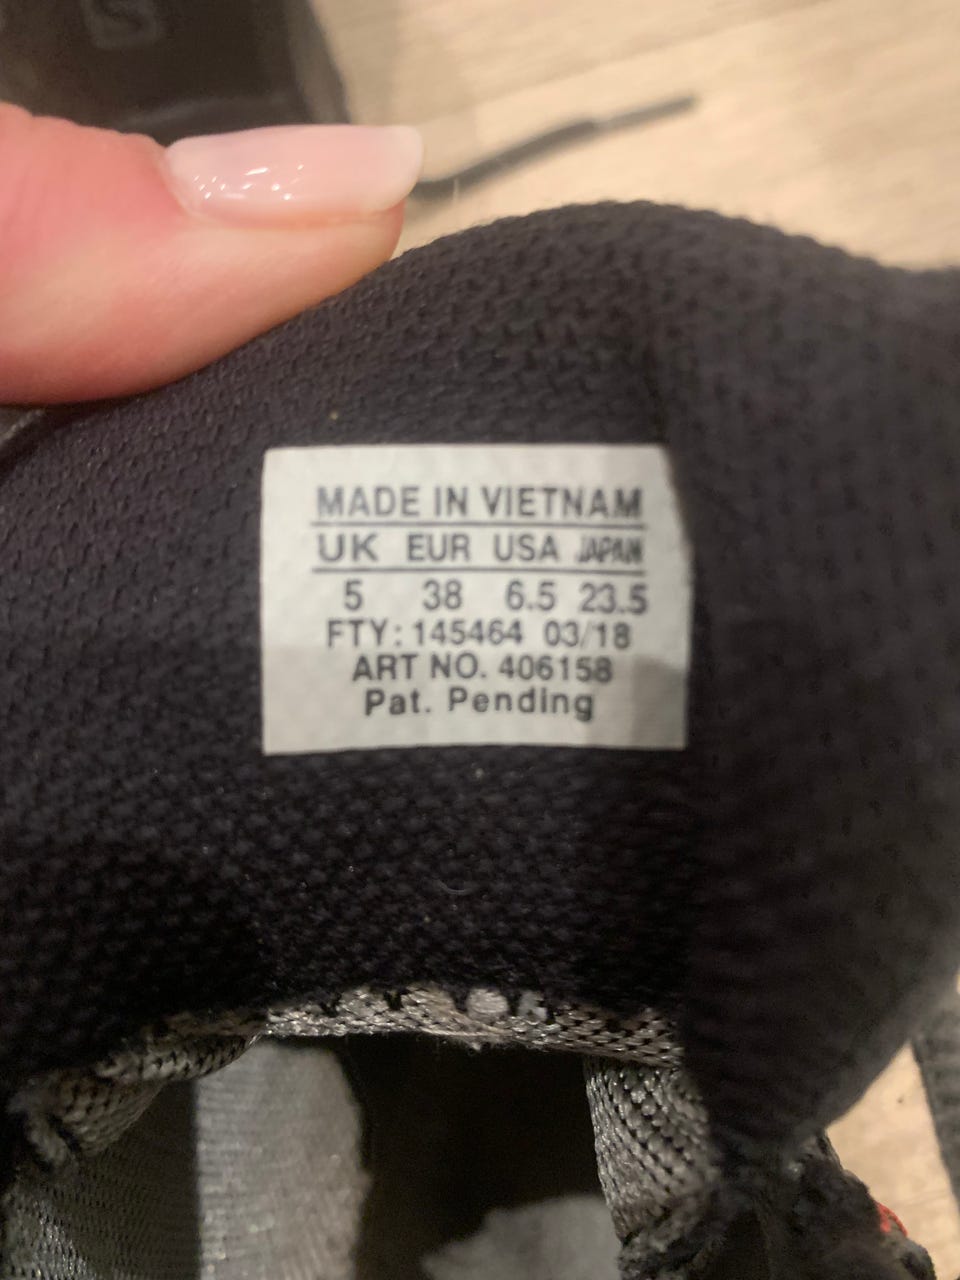 MADE IN VIETNAM
UK EUR USA JAPAN
5 38 6.5 23.5
FTY: 145464 03/18
ART NO. 406158
Pat. Pending